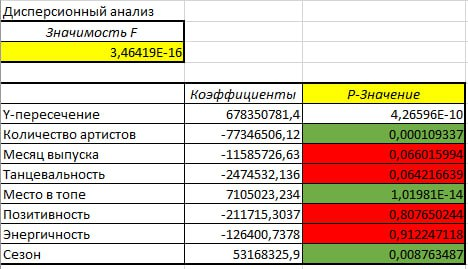 Дисперсионный анализ
Значимость F
3,46419E-16
Коэффициенты P-Значение
Y-пересечение 678350781,4 4,26596E-10
Количество артистов -77346506,12 0,000109337
Месяц выпуска -11585726,63 0,066015994
Танцевальность -2474532,136 0,064216639
Место в топе 7105023,234 1,01981E-14
Позитивность -211715,3037 0,807650244
Энергичность -126400,7378 0,912247118
Сезон 53168325,9 0,008763487